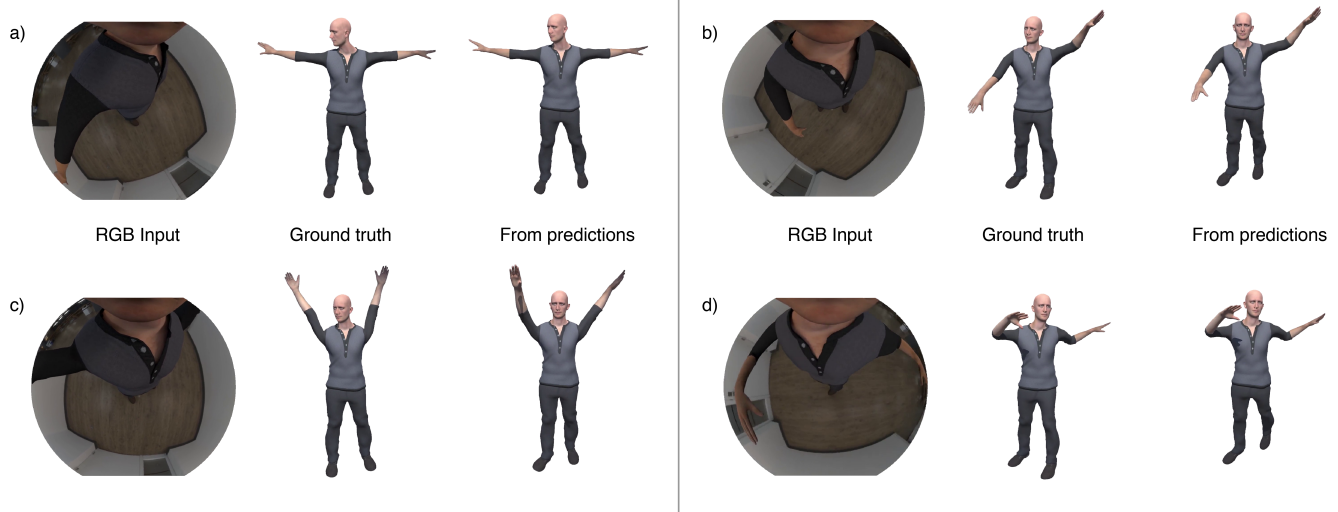 a)
b)
RGB Input Ground truth From predictions
RGB Input Ground truth From predictions
c)
d)